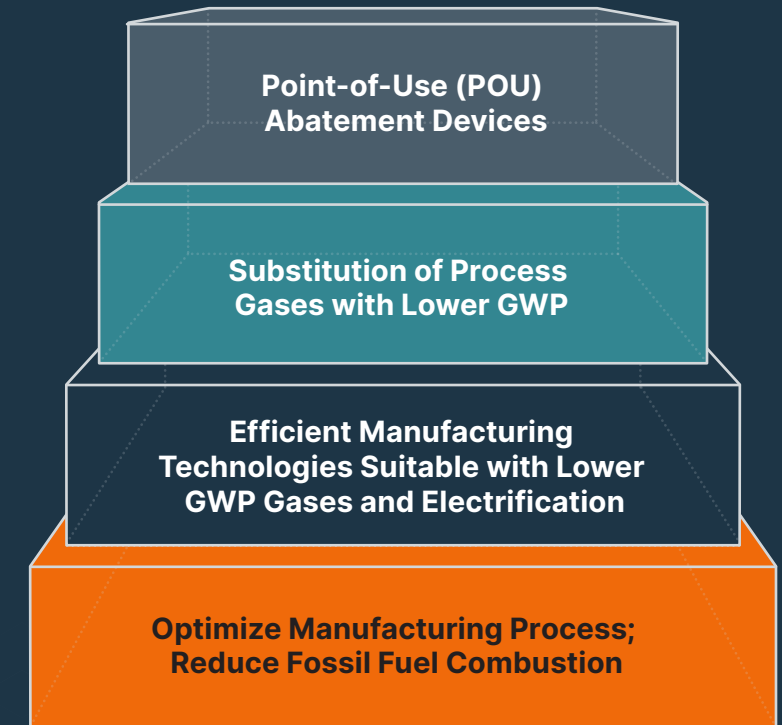 Point-of-Use (POU)
Abatement Devices
Substitution of Process
Gases with Lower GWP
Efficient Manufacturing
Technologies Suitable with Lower
GWP Gases and Electrification
Optimize Manufacturing Process;
Reduce Fossil Fuel Combustion